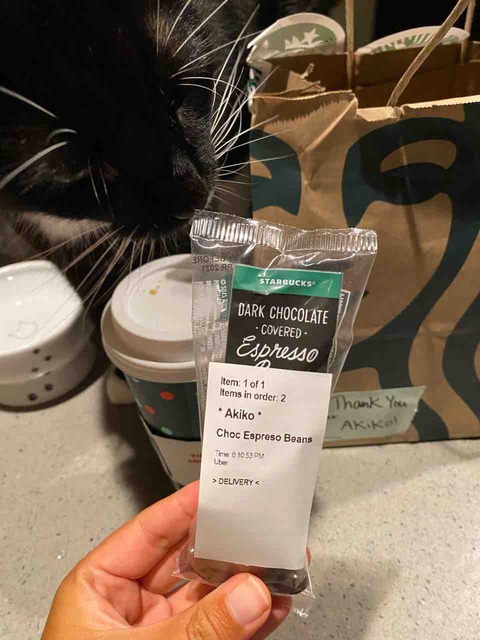 STARBUCKS®
DARK CHOCOLATE
· COVERED ·
Espresso
Item: 1 of 1
Items in order: 2
* Akiko *
Choc Espreso Beans
Time: 6:10:53 PM
Uber
> DELIVERY <
Thank You
AKiKo!